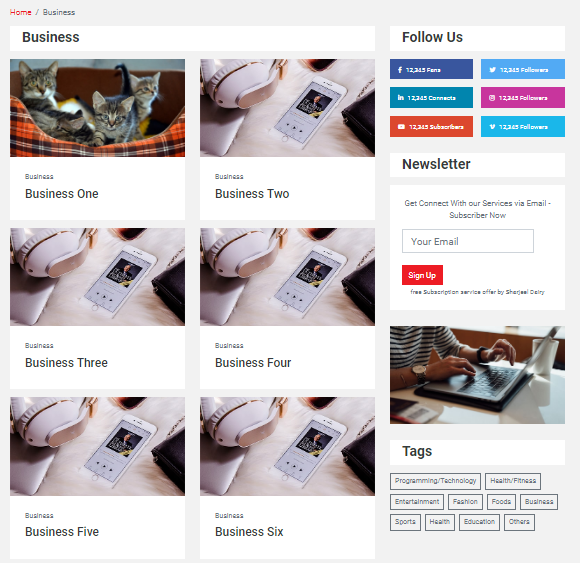 Home / Business
Business
Business
Business One
Business
Business Two
Business
Business Three
Business
Business Four
Business
Business Five
Business
Business Six
Follow Us
12,345 Fans
12,345 Followers
12,345 Connects
12,345 Followers
12,345 Subscribers
12,345 Followers
Newsletter
Get Connect With our Services via Email -
Subscriber Now
Your Email
Sign Up
free Subscription service offer by Sharjeel
Tags
Programming/Technology
Health/Fitness
Entertainment
Fashion
Foods
Business
Sports
Health
Education
Others